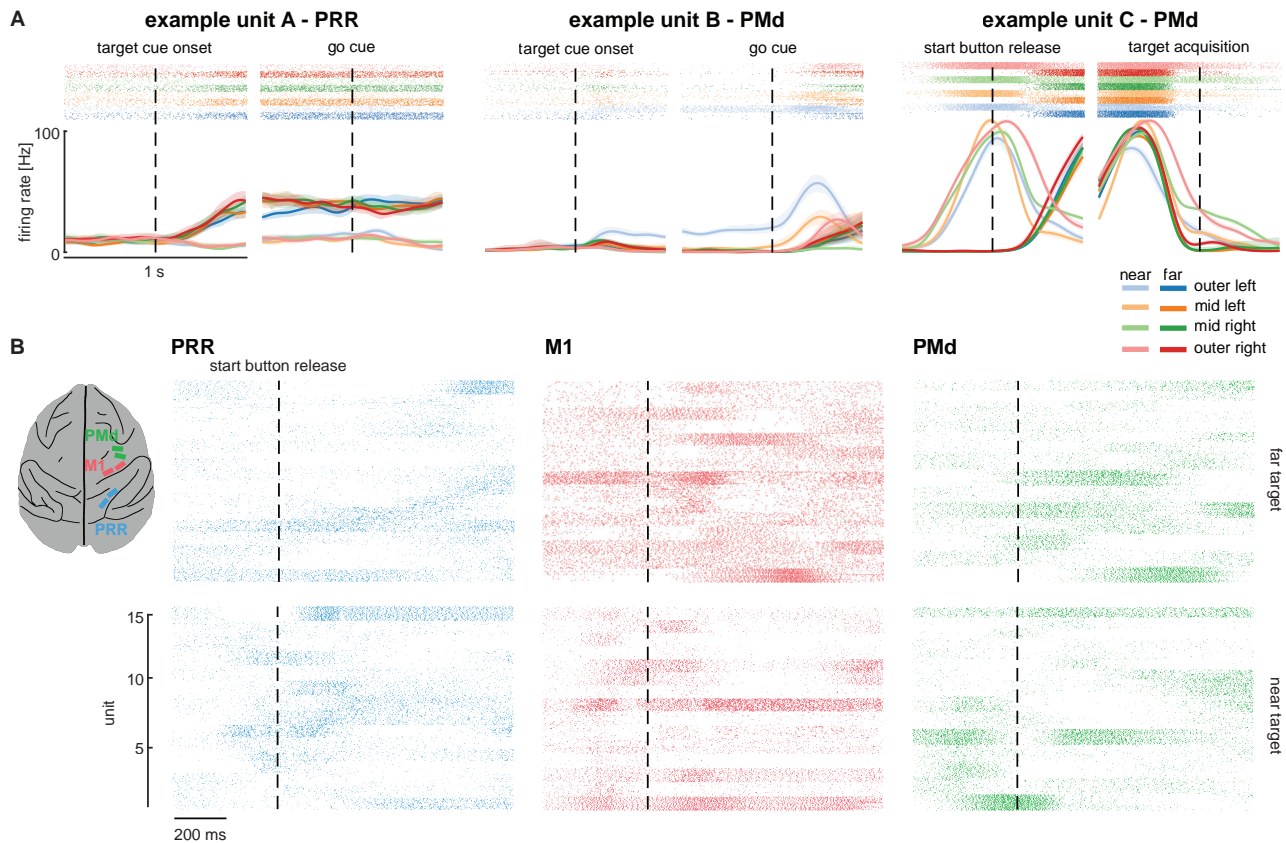 A
example unit A - PRR
example unit B - PMd
example unit C - PMd
target cue onset
go cue
target cue onset
go cue
start button release
target acquisition
100
firing rate [Hz]
0
1 s
near far
outer left
mid left
mid right
outer right
B
PRR
M1
PMd
start button release
PMd
M1
PRR
far target
15
10
unit
5
near target
200 ms